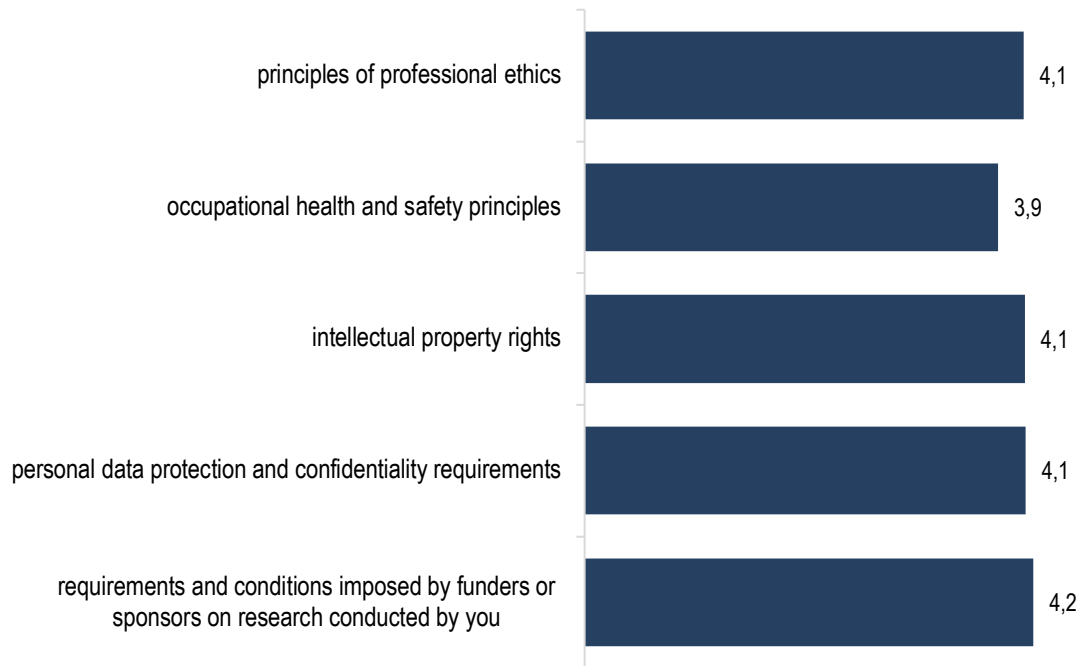 principles of professional ethics
4,1
occupational health and safety principles
3,9
intellectual property rights
4,1
personal data protection and confidentiality requirements
4,1
requirements and conditions imposed by funders or
sponsors on research conducted by you
4,2